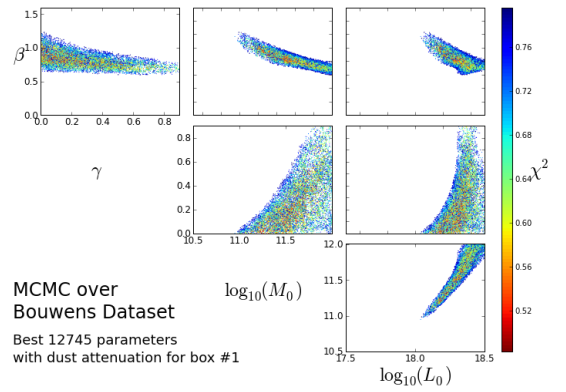 1.5
β 1.0
0.5
0.0
0.0 0.2 0.4 0.6 0.8
0.9
0.8
0.6
0.4
0.2
0.0
γ
10.5 11.0 11.5
12.0
11.5
11.0
10.5
17.5 18.0 18.5
log₁₀(M₀)
log₁₀(L₀)
0.76
0.72
0.68
0.64
χ²
0.60
0.56
0.52
MCMC over
Bouwens Dataset
Best 12745 parameters
with dust attenuation for box #1